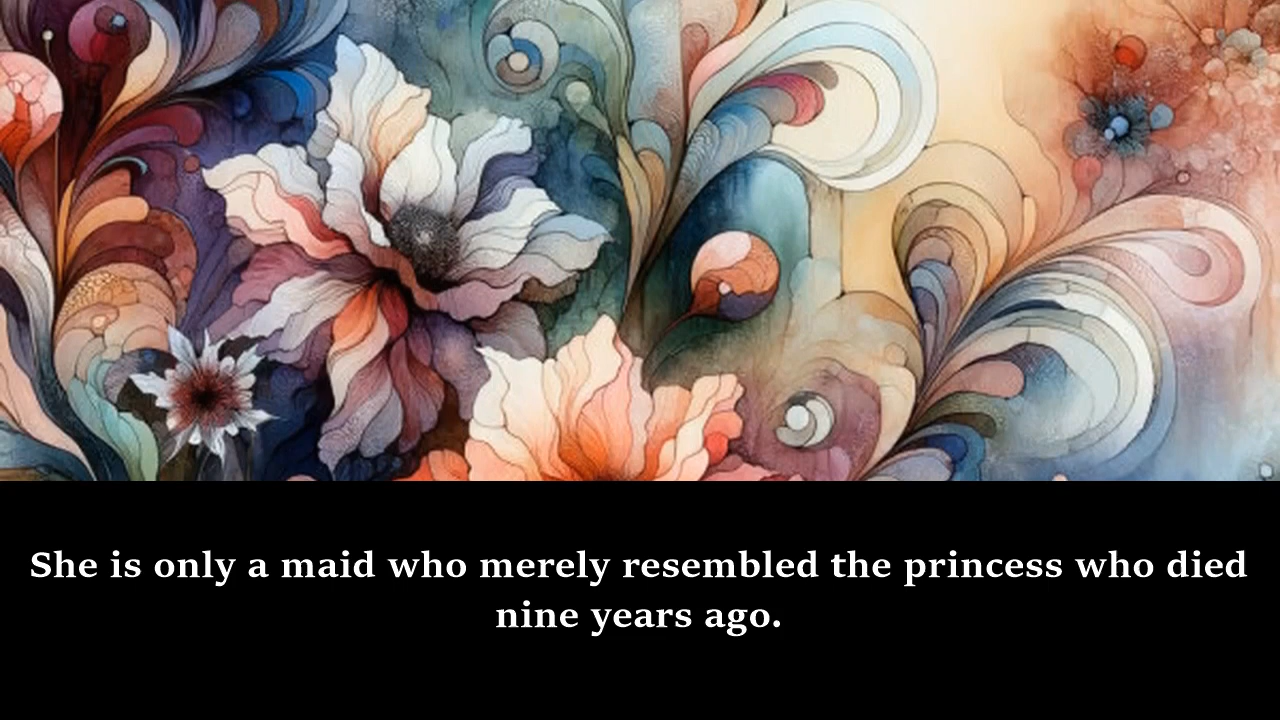 She is only a maid who merely resembled the princess who died
nine years ago.